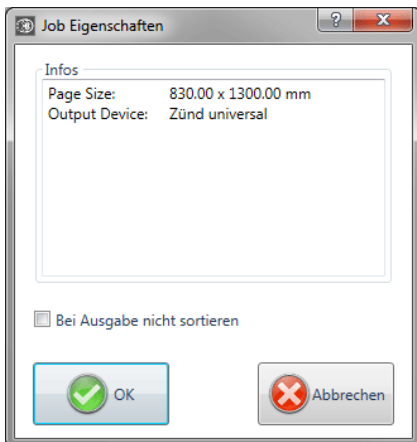 Job Eigenschaften
?
Infos
Page Size: 830.00 x 1300.00 mm
Output Device: Zünd universal
Bei Ausgabe nicht sortieren
OK
Abbrechen